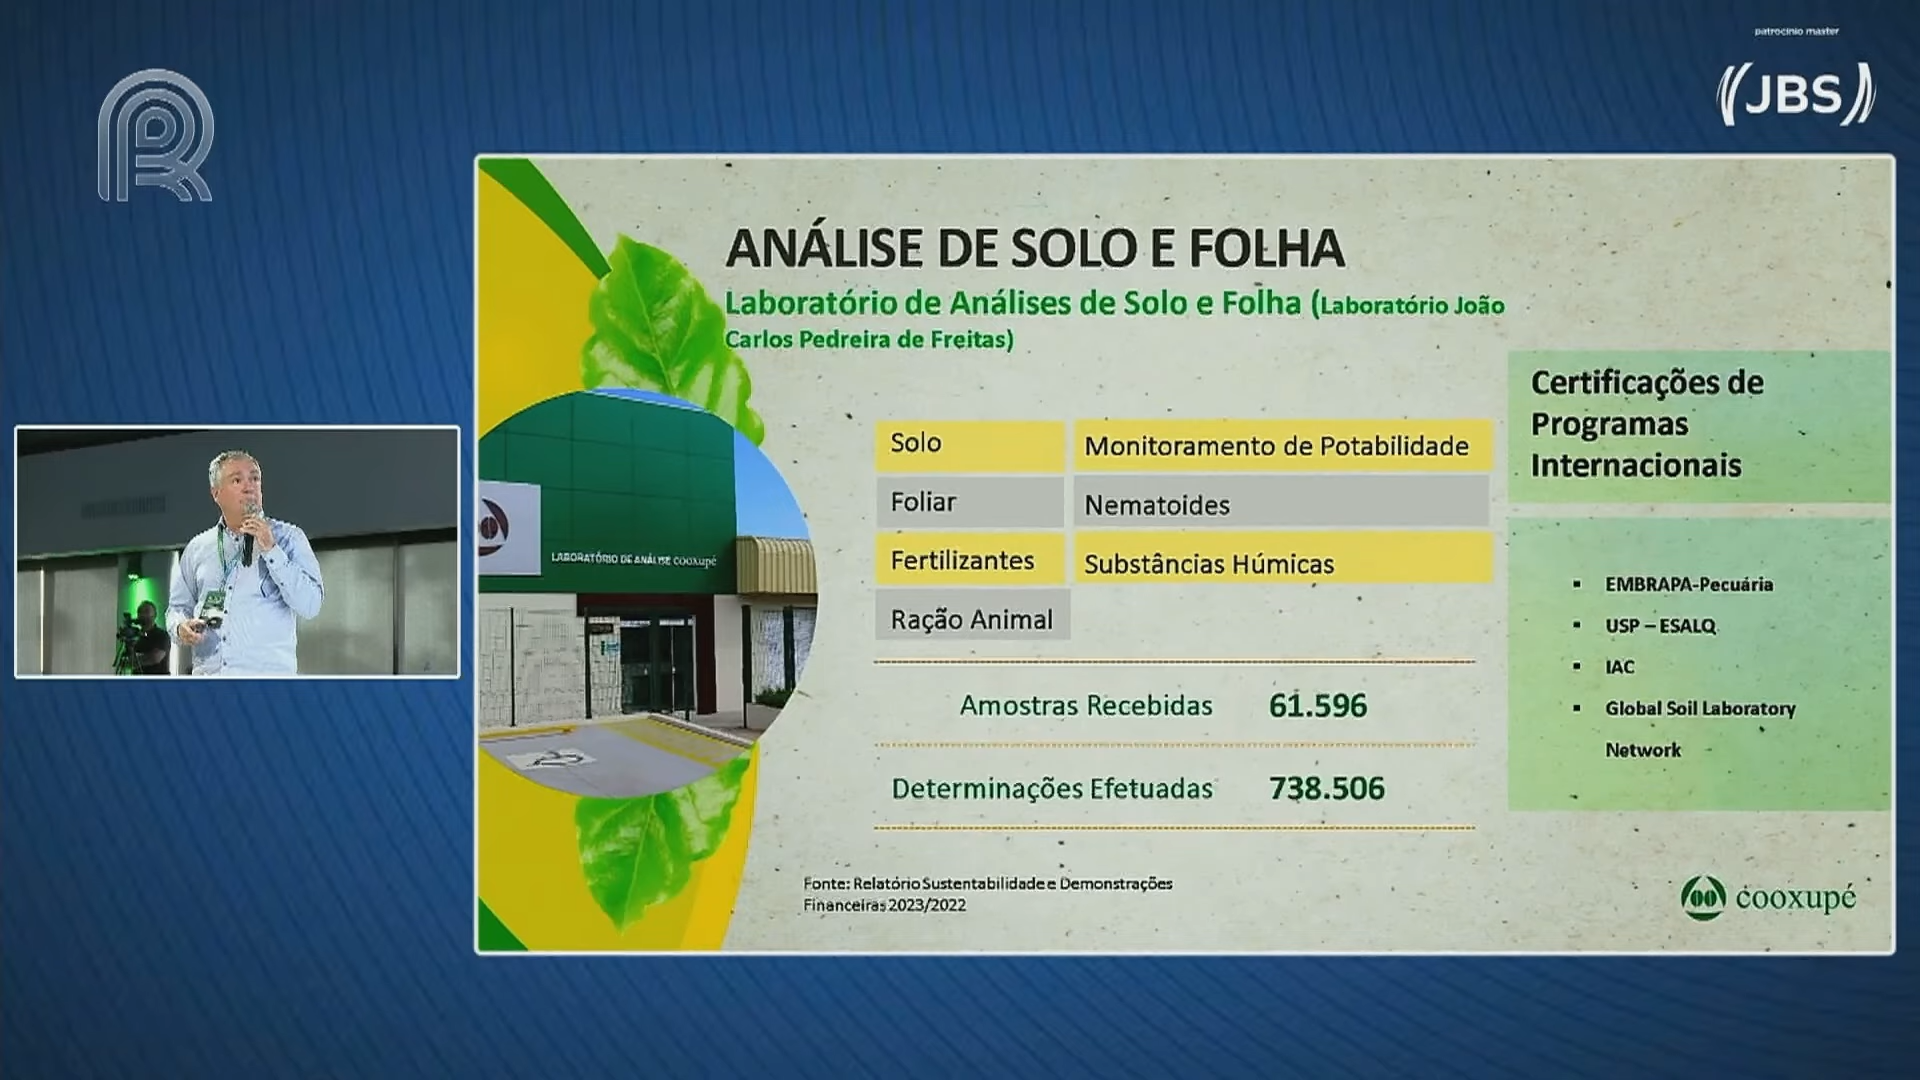 patrocínio master
JBS
ANÁLISE DE SOLO E FOLHA
Laboratório de Análises de Solo e Folha (Laboratório João
Carlos Pedreira de Freitas)
LABORATÓRIO DE ANÁLISE cooxupé
Solo
Monitoramento de Potabilidade
Foliar
Nematoides
Fertilizantes
Substâncias Húmicas
Ração Animal
Amostras Recebidas 61.596
Determinações Efetuadas 738.506
Fonte: Relatório Sustentabilidade e Demonstrações
Financeiras 2023/2022
Certificações de
Programas
Internacionais
▪ EMBRAPA-Pecuária
▪ USP – ESALQ
▪ IAC
▪ Global Soil Laboratory
Network
cooxupé